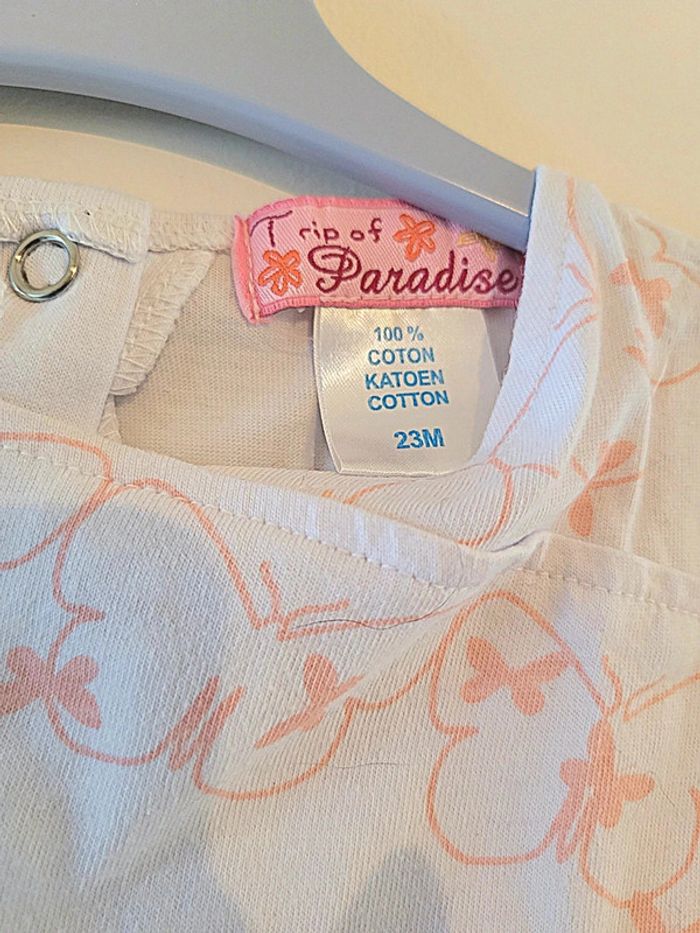 Trip of
Paradise
100 %
COTON
KATOEN
COTTON
23M